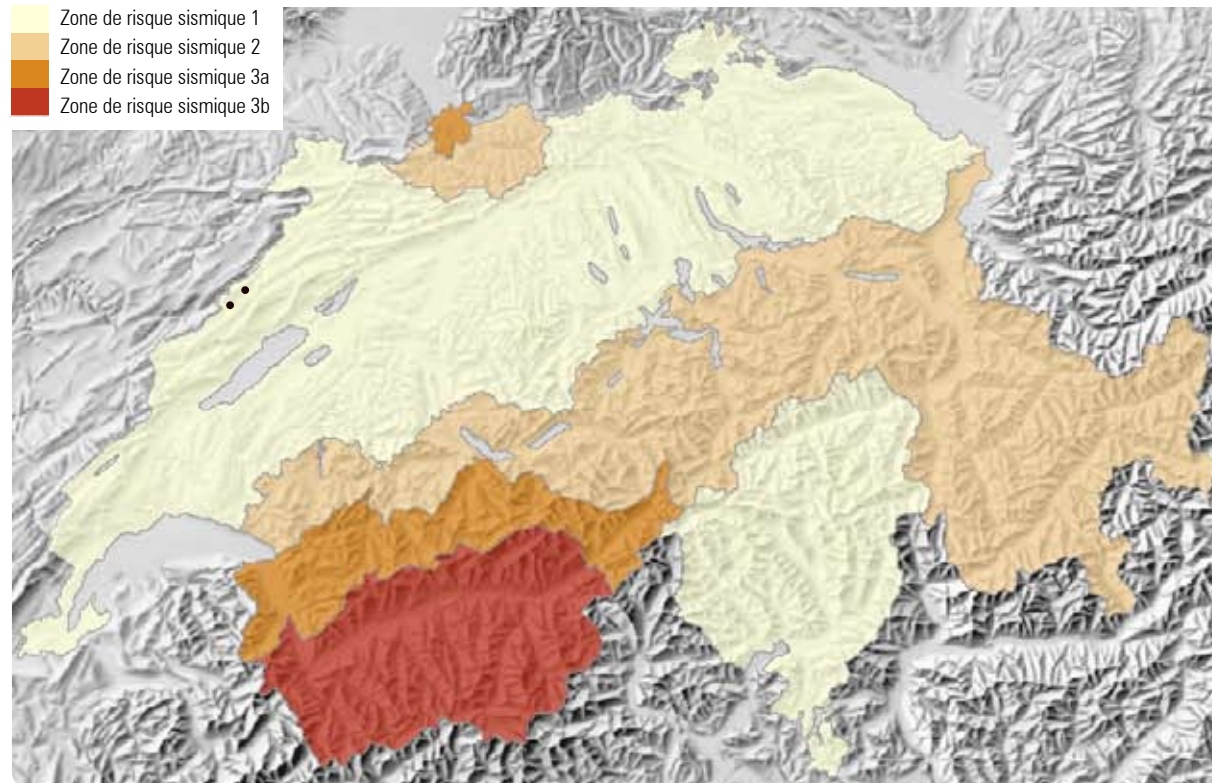 Zone de risque sismique 1
Zone de risque sismique 2
Zone de risque sismique 3a
Zone de risque sismique 3b